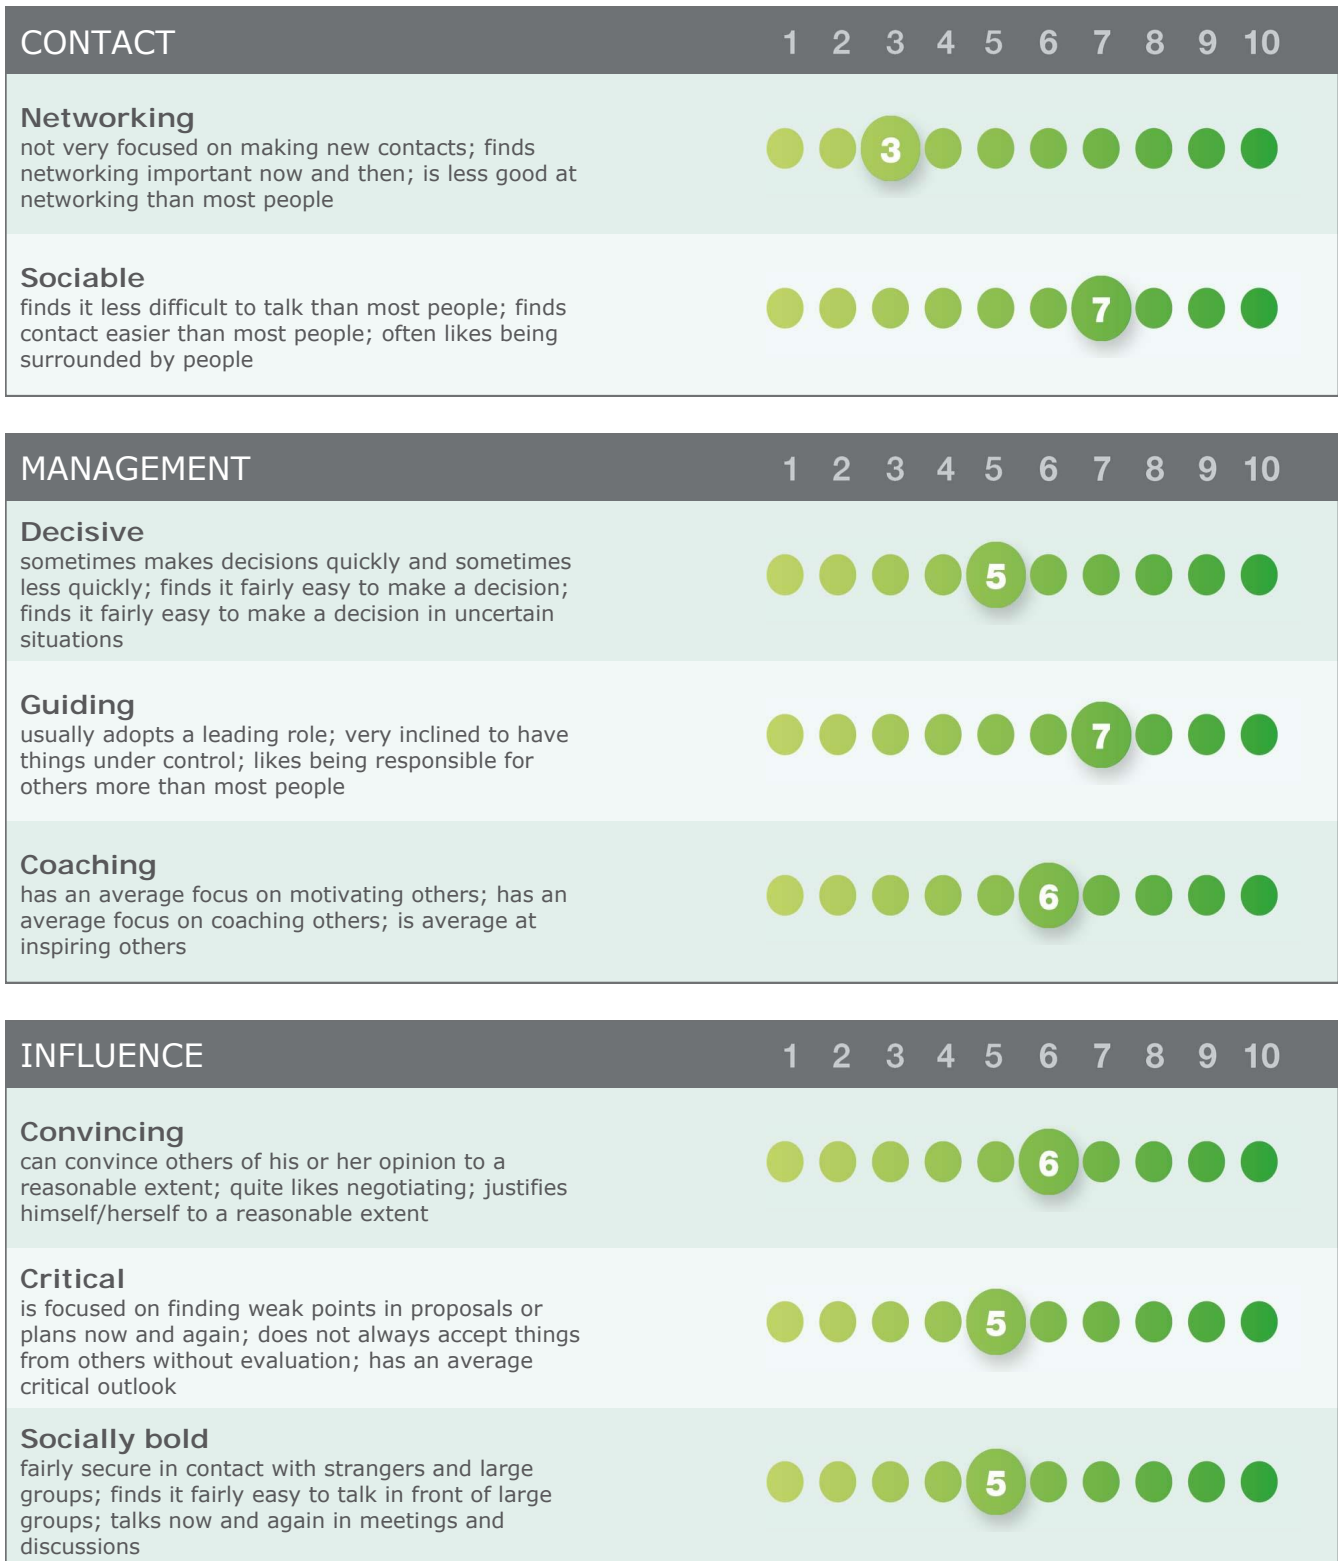 CONTACT 1 2 3 4 5 6 7 8 9 10
Networking
not very focused on making new contacts; finds
networking important now and then; is less good at
networking than most people
3
Sociable
finds it less difficult to talk than most people; finds
contact easier than most people; often likes being
surrounded by people
7
MANAGEMENT 1 2 3 4 5 6 7 8 9 10
Decisive
sometimes makes decisions quickly and sometimes
less quickly; finds it fairly easy to make a decision;
finds it fairly easy to make a decision in uncertain
situations
5
Guiding
usually adopts a leading role; very inclined to have
things under control; likes being responsible for
others more than most people
7
Coaching
has an average focus on motivating others; has an
average focus on coaching others; is average at
inspiring others
6
INFLUENCE 1 2 3 4 5 6 7 8 9 10
Convincing
can convince others of his or her opinion to a
reasonable extent; quite likes negotiating; justifies
himself/herself to a reasonable extent
6
Critical
is focused on finding weak points in proposals or
plans now and again; does not always accept things
from others without evaluation; has an average
critical outlook
5
Socially bold
fairly secure in contact with strangers and large
groups; finds it fairly easy to talk in front of large
groups; talks now and again in meetings and
discussions
5